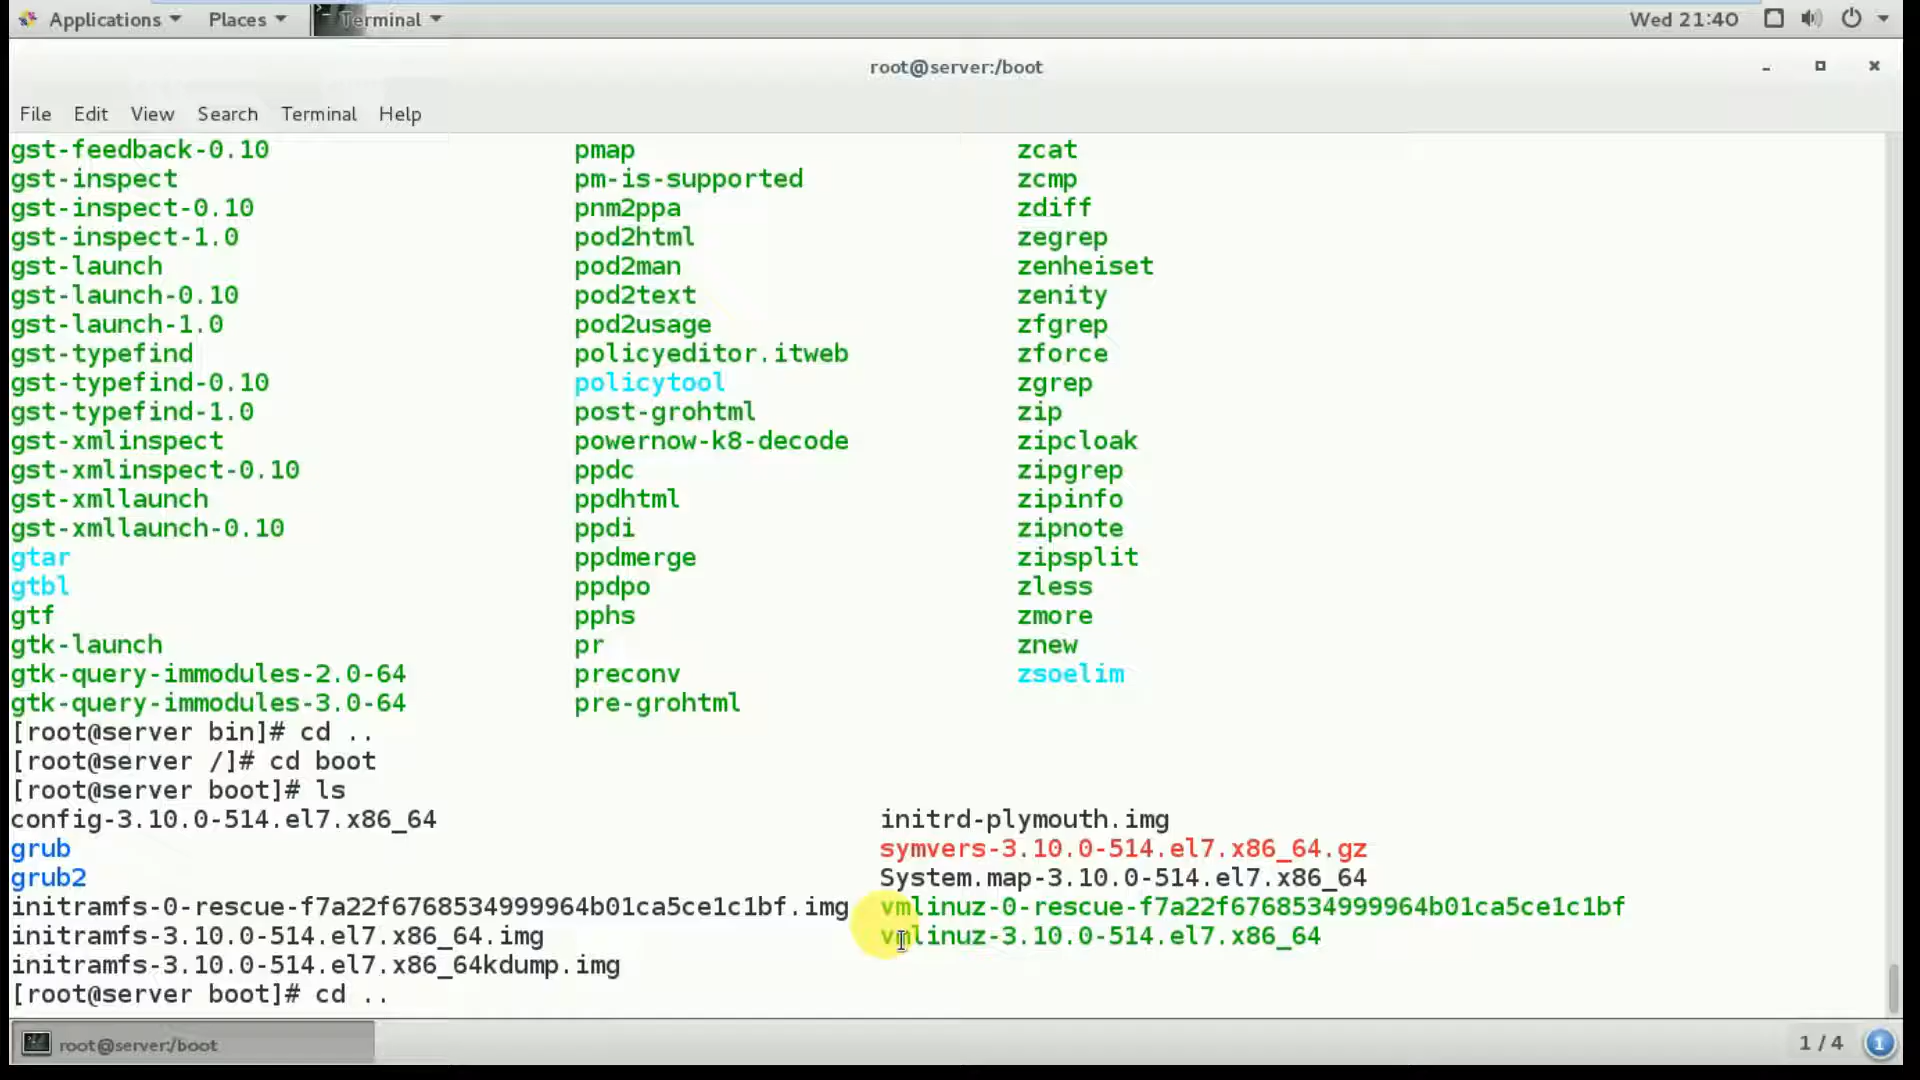 Applications Places Terminal Wed 21:40
root@server:/boot
File Edit View Search Terminal Help
gst-feedback-0.10 pmap zcat
gst-inspect pm-is-supported zcmp
gst-inspect-0.10 pnm2ppa zdiff
gst-inspect-1.0 pod2html zegrep
gst-launch pod2man zenheiset
gst-launch-0.10 pod2text zenity
gst-launch-1.0 pod2usage zfgrep
gst-typefind policyeditor.itweb zforce
gst-typefind-0.10 policytool zgrep
gst-typefind-1.0 post-grohtml zip
gst-xmlinspect powernow-k8-decode zipcloak
gst-xmlinspect-0.10 ppdc zipgrep
gst-xmllaunch ppdhtml zipinfo
gst-xmllaunch-0.10 ppdi zipnote
gtar ppdmerge zipsplit
gtbl ppdpo zless
gtf pphs zmore
gtk-launch pr znew
gtk-query-immodules-2.0-64 preconv zsoelim
gtk-query-immodules-3.0-64 pre-grohtml
[root@server bin]# cd ..
[root@server /]# cd boot
[root@server boot]# ls
config-3.10.0-514.el7.x86_64 initrd-plymouth.img
grub symvers-3.10.0-514.el7.x86_64.gz
grub2 System.map-3.10.0-514.el7.x86_64
initramfs-0-rescue-f7a22f6768534999964b01ca5ce1c1bf.img vmlinuz-0-rescue-f7a22f6768534999964b01ca5ce1c1bf
initramfs-3.10.0-514.el7.x86_64.img vmlinuz-3.10.0-514.el7.x86_64
initramfs-3.10.0-514.el7.x86_64kdump.img
[root@server boot]# cd ..
root@server:/boot 1 / 4 1